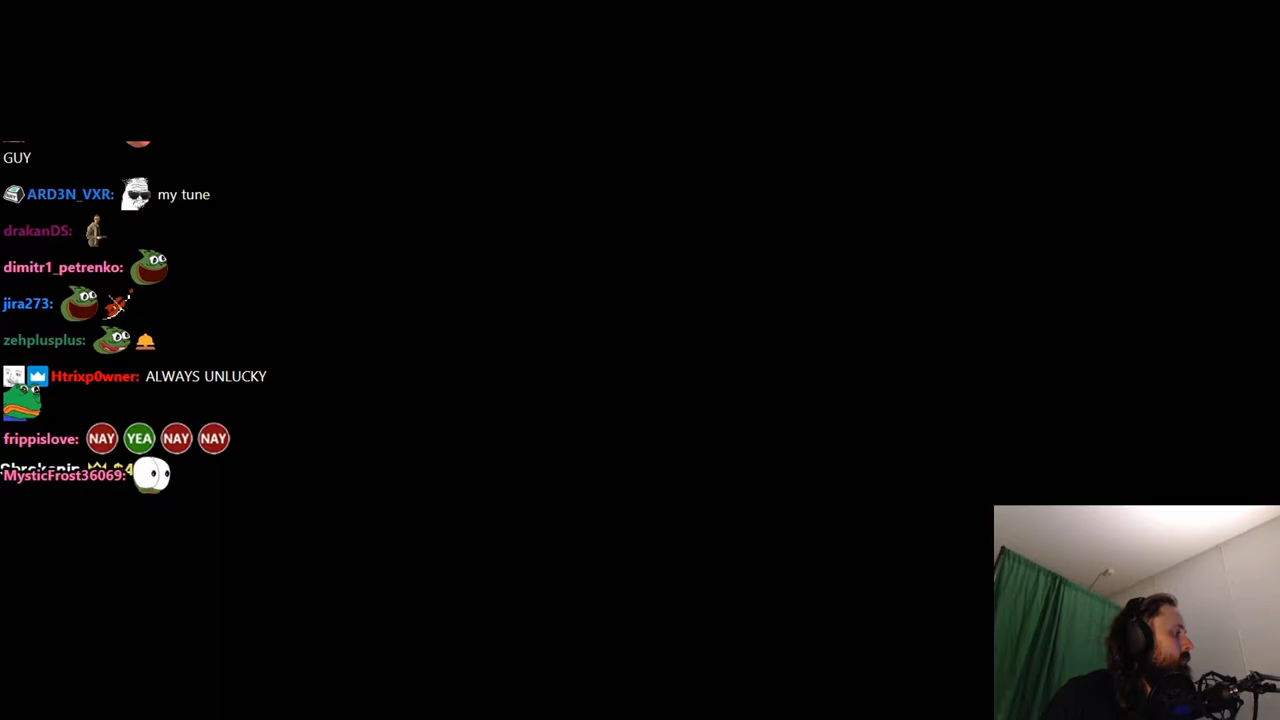 GUY
ARD3N_VXR: my tune
drakanDS:
dimitr1_petrenko:
jira273:
zehplusplus:
Htrixp0wner: ALWAYS UNLUCKY
frippislove: NAY YEA NAY NAY
MysticFrost36069: